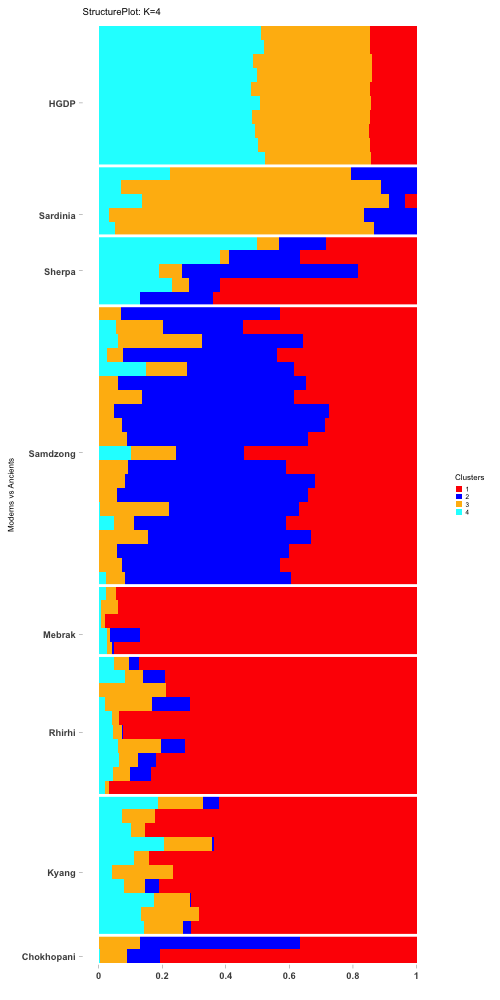 StructurePlot: K=4
HGDP
Sardinia
Sherpa
Samdzong
Mebrak
Rhirhi
Kyang
Chokhopani
Moderns vs Ancients
0 0.2 0.4 0.6 0.8 1
Clusters
1
2
3
4